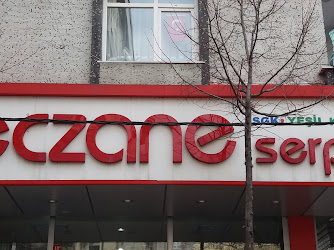 eczane serp
SGK YEŞİL K